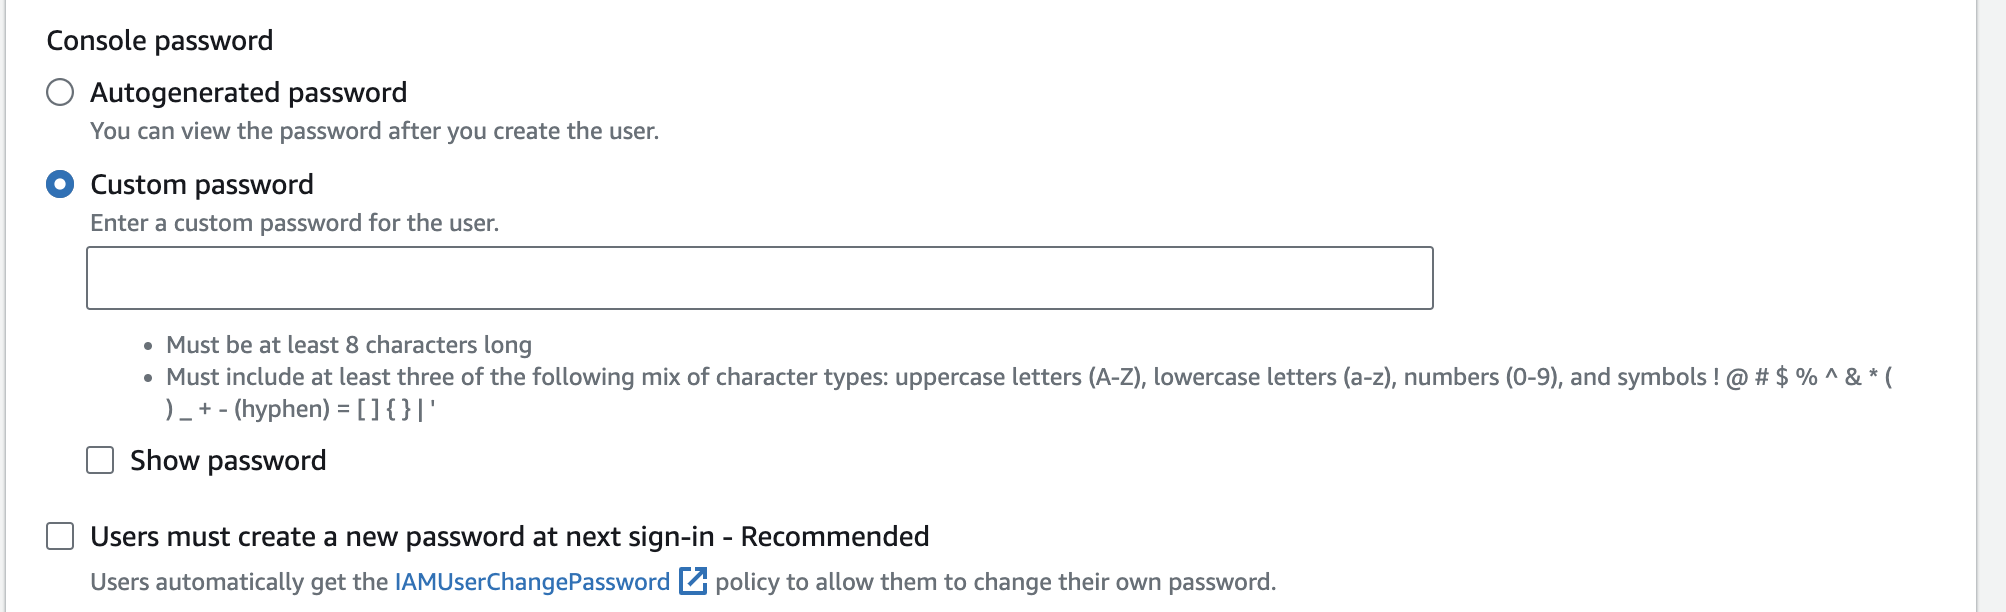 Console password
Autogenerated password
You can view the password after you create the user.
Custom password
Enter a custom password for the user.
• Must be at least 8 characters long
• Must include at least three of the following mix of character types: uppercase letters (A-Z), lowercase letters (a-z), numbers (0-9), and symbols ! @ # $ % ^ & * (
) _ + - (hyphen) = [ ] { } | '
Show password
Users must create a new password at next sign-in - Recommended
Users automatically get the IAMUserChangePassword policy to allow them to change their own password.